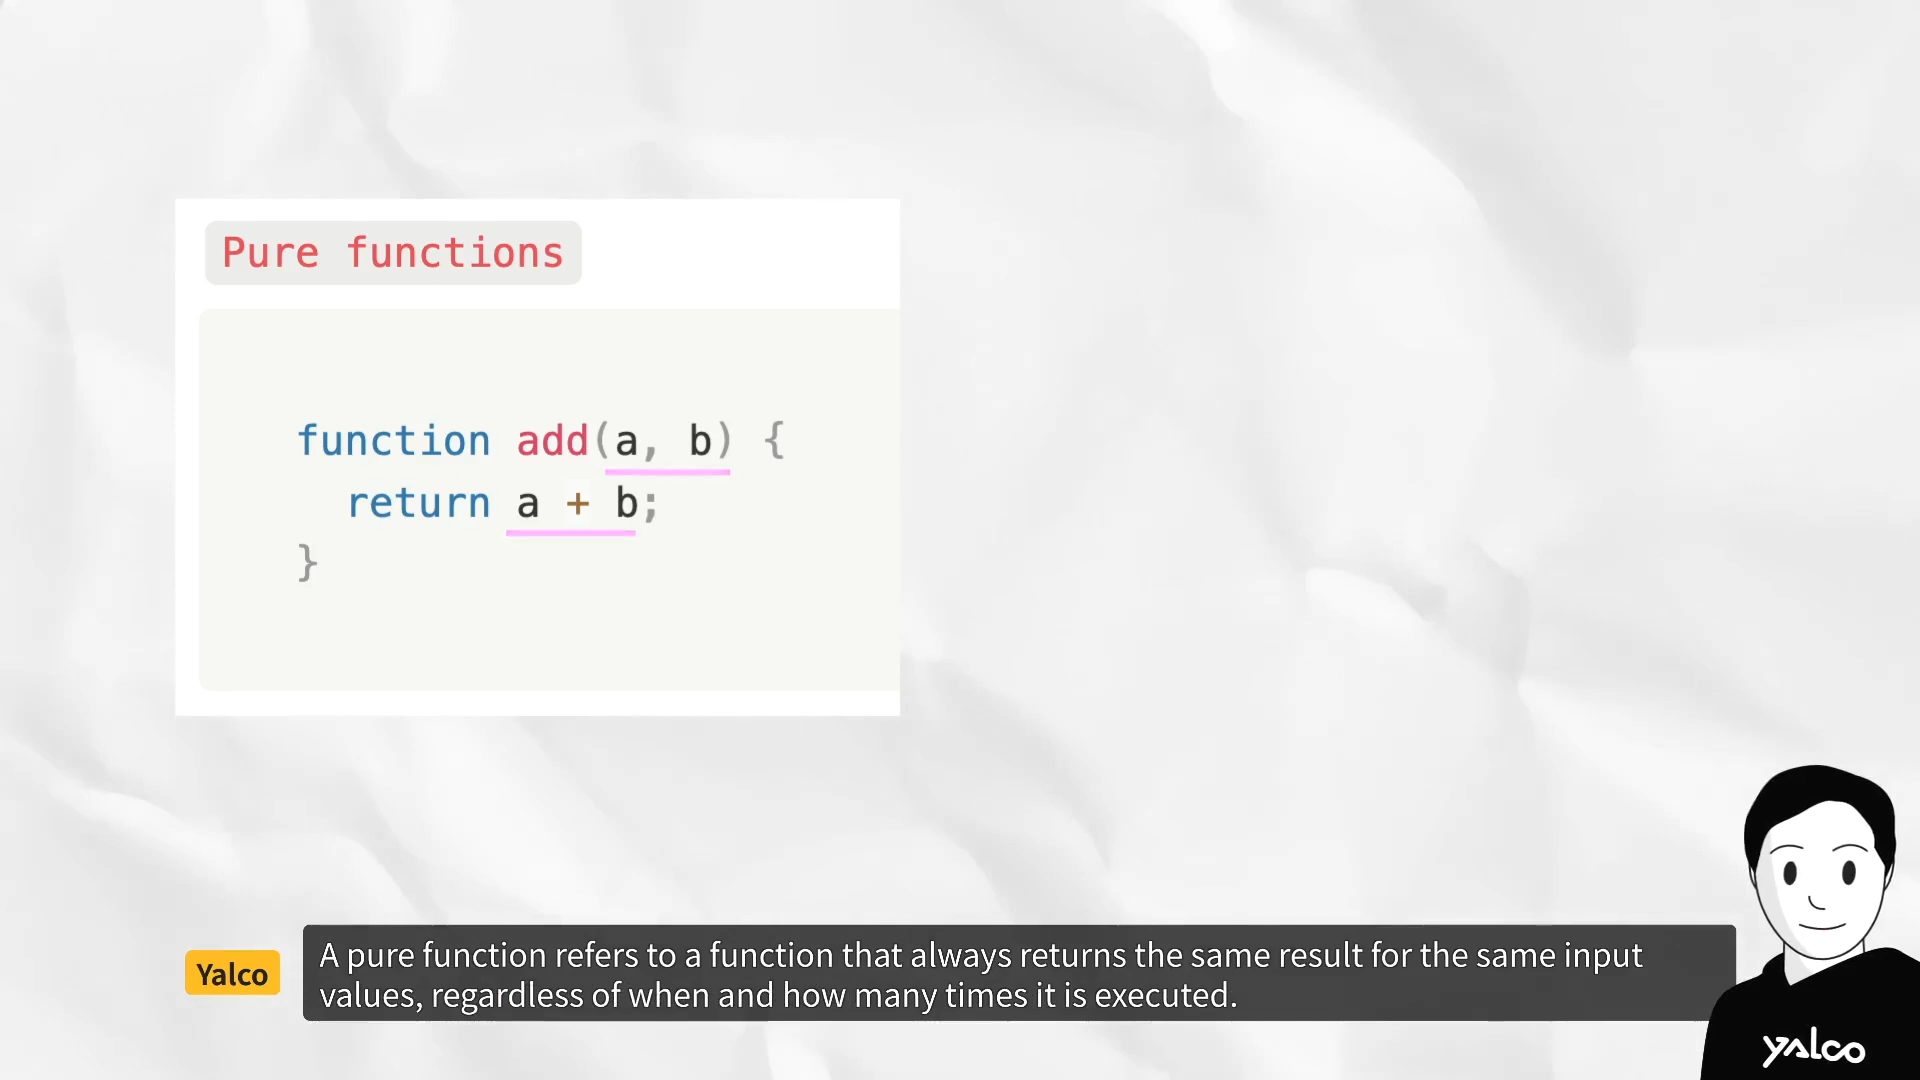 Pure functions
function add(a, b) {
return a + b;
}
Yalco
A pure function refers to a function that always returns the same result for the same input
values, regardless of when and how many times it is executed.
yalco